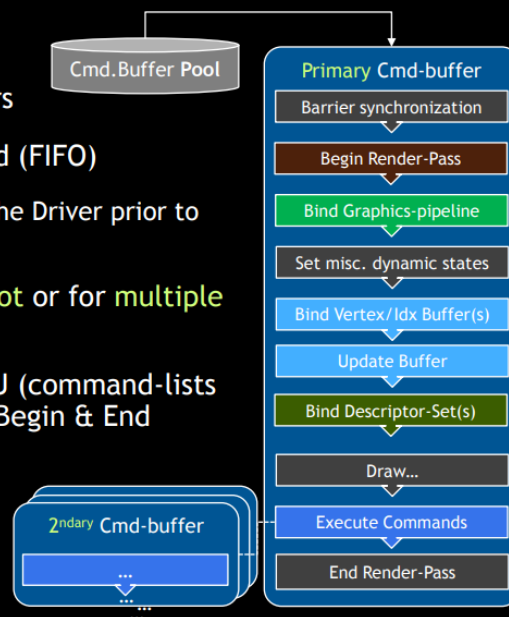 Cmd.Buffer Pool
rs
d (FIFO)
he Driver prior to
ot or for multiple
J (command-lists
Begin & End
Primary Cmd-buffer
Barrier synchronization
Begin Render-Pass
Bind Graphics-pipeline
Set misc. dynamic states
Bind Vertex/Idx Buffer(s)
Update Buffer
Bind Descriptor-Set(s)
Draw…
Execute Commands
End Render-Pass
2ndary Cmd-buffer
…
…
…